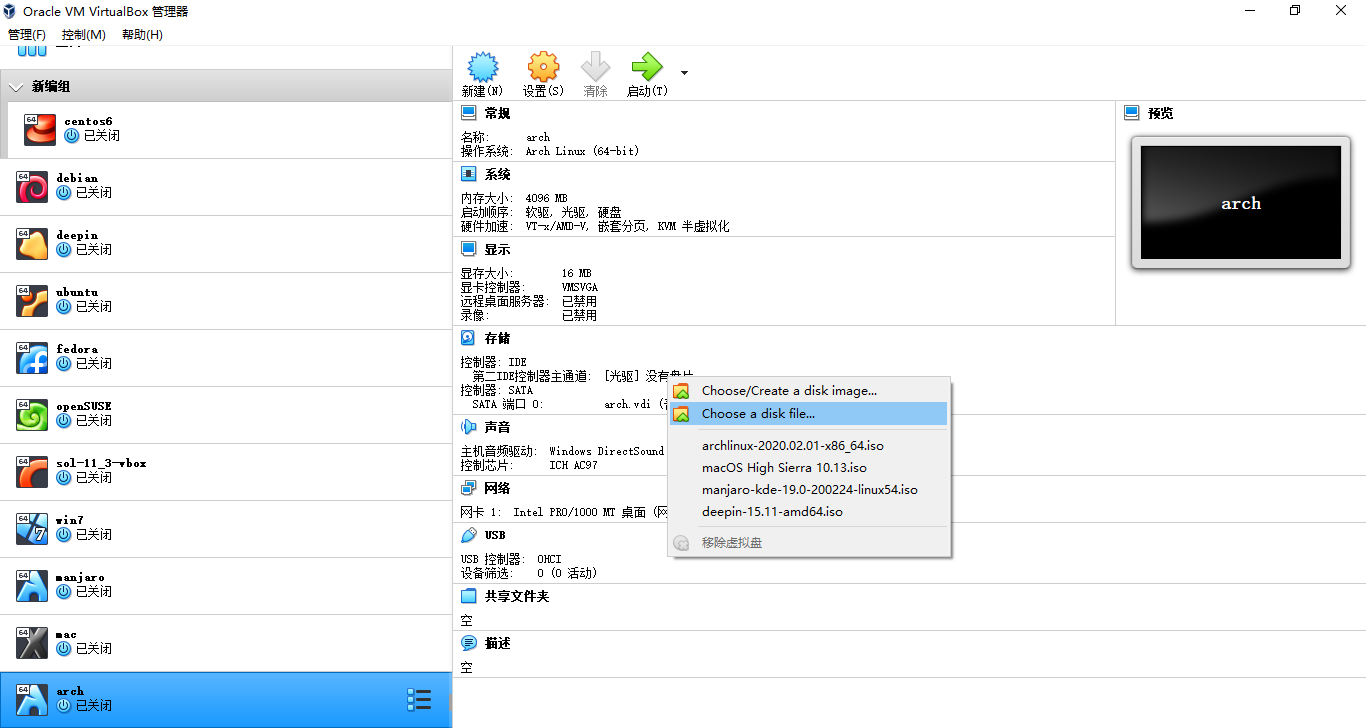 Oracle VM VirtualBox 管理器
管理(F) 控制(M) 帮助(H)
新编组
64 centos6
已关闭
64 debian
已关闭
64 deepin
已关闭
64 ubuntu
已关闭
64 fedora
已关闭
64 openSUSE
已关闭
64 sol-11_3-vbox
已关闭
64 win7
已关闭
64 manjaro
已关闭
64 mac
已关闭
64 arch
已关闭
新建(N) 设置(S) 清除 启动(T)
常规
名称: arch
操作系统: Arch Linux (64-bit)
系统
内存大小: 4096 MB
启动顺序: 软驱, 光驱, 硬盘
硬件加速: VT-x/AMD-V, 嵌套分页, KVM 半虚拟化
显示
显存大小: 16 MB
显卡控制器: VMSVGA
远程桌面服务器: 已禁用
录像: 已禁用
存储
控制器: IDE
第二IDE控制器主通道: [光驱] 没有盘片
控制器: SATA
SATA 端口 0: arch.vdi (
声音
主机音频驱动: Windows DirectSound
控制芯片: ICH AC97
网络
网卡 1: Intel PRO/1000 MT 桌面 (网
USB
USB 控制器: OHCI
设备筛选: 0 (0 活动)
共享文件夹
空
描述
空
预览
arch
Choose/Create a disk image...
Choose a disk file...
archlinux-2020.02.01-x86_64.iso
macOS High Sierra 10.13.iso
manjaro-kde-19.0-200224-linux54.iso
deepin-15.11-amd64.iso
移除虚拟盘